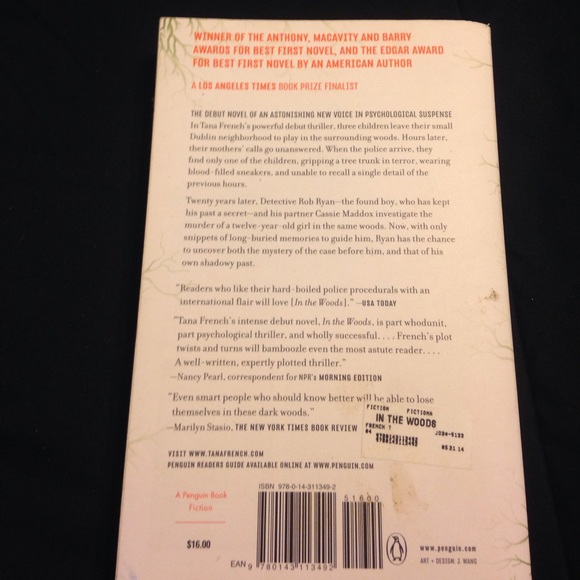 WINNER OF THE ANTHONY, MACAVITY AND BARRY
AWARDS FOR BEST FIRST NOVEL, AND THE EDGAR AWARD
FOR BEST FIRST NOVEL BY AN AMERICAN AUTHOR
A LOS ANGELES TIMES BOOK PRIZE FINALIST
THE DEBUT NOVEL OF AN ASTONISHING NEW VOICE IN PSYCHOLOGICAL SUSPENSE
In Tana French's powerful debut thriller, three children leave their small
Dublin neighborhood to play in the surrounding woods. Hours later,
their mothers' calls go unanswered. When the police arrive, they
find only one of the children, gripping a tree trunk in terror, wearing
blood-filled sneakers, and unable to recall a single detail of the
previous hours.
Twenty years later, Detective Rob Ryan—the found boy, who has kept
his past a secret—and his partner Cassie Maddox investigate the
murder of a twelve-year-old girl in the same woods. Now, with only
snippets of long-buried memories to guide him, Ryan has the chance
to uncover both the mystery of the case before him, and that of his
own shadowy past.
"Readers who like their hard-boiled police procedurals with an
international flair will love [In the Woods]." —USA TODAY
"Tana French's intense debut novel, In the Woods, is part whodunit,
part psychological thriller, and wholly successful. . . . French's plot
twists and turns will bamboozle even the most astute reader. . . .
A well-written, expertly plotted thriller."
—Nancy Pearl, correspondent for NPR's MORNING EDITION
"Even smart people who should know better will be able to lose
themselves in these dark woods."
—Marilyn Stasio, THE NEW YORK TIMES BOOK REVIEW
FICTION FICTIONA
IN THE WOODS
FRENCH T
04 052114
VISIT WWW.TANAFRENCH.COM
PENGUIN READERS GUIDE AVAILABLE ONLINE AT WWW.PENGUIN.COM
A Penguin Book
Fiction
$16.00
ISBN 978-0-14-311349-2
51600
EAN 9 780143 113492
www.penguin.com
ART + DESIGN: J. WANG